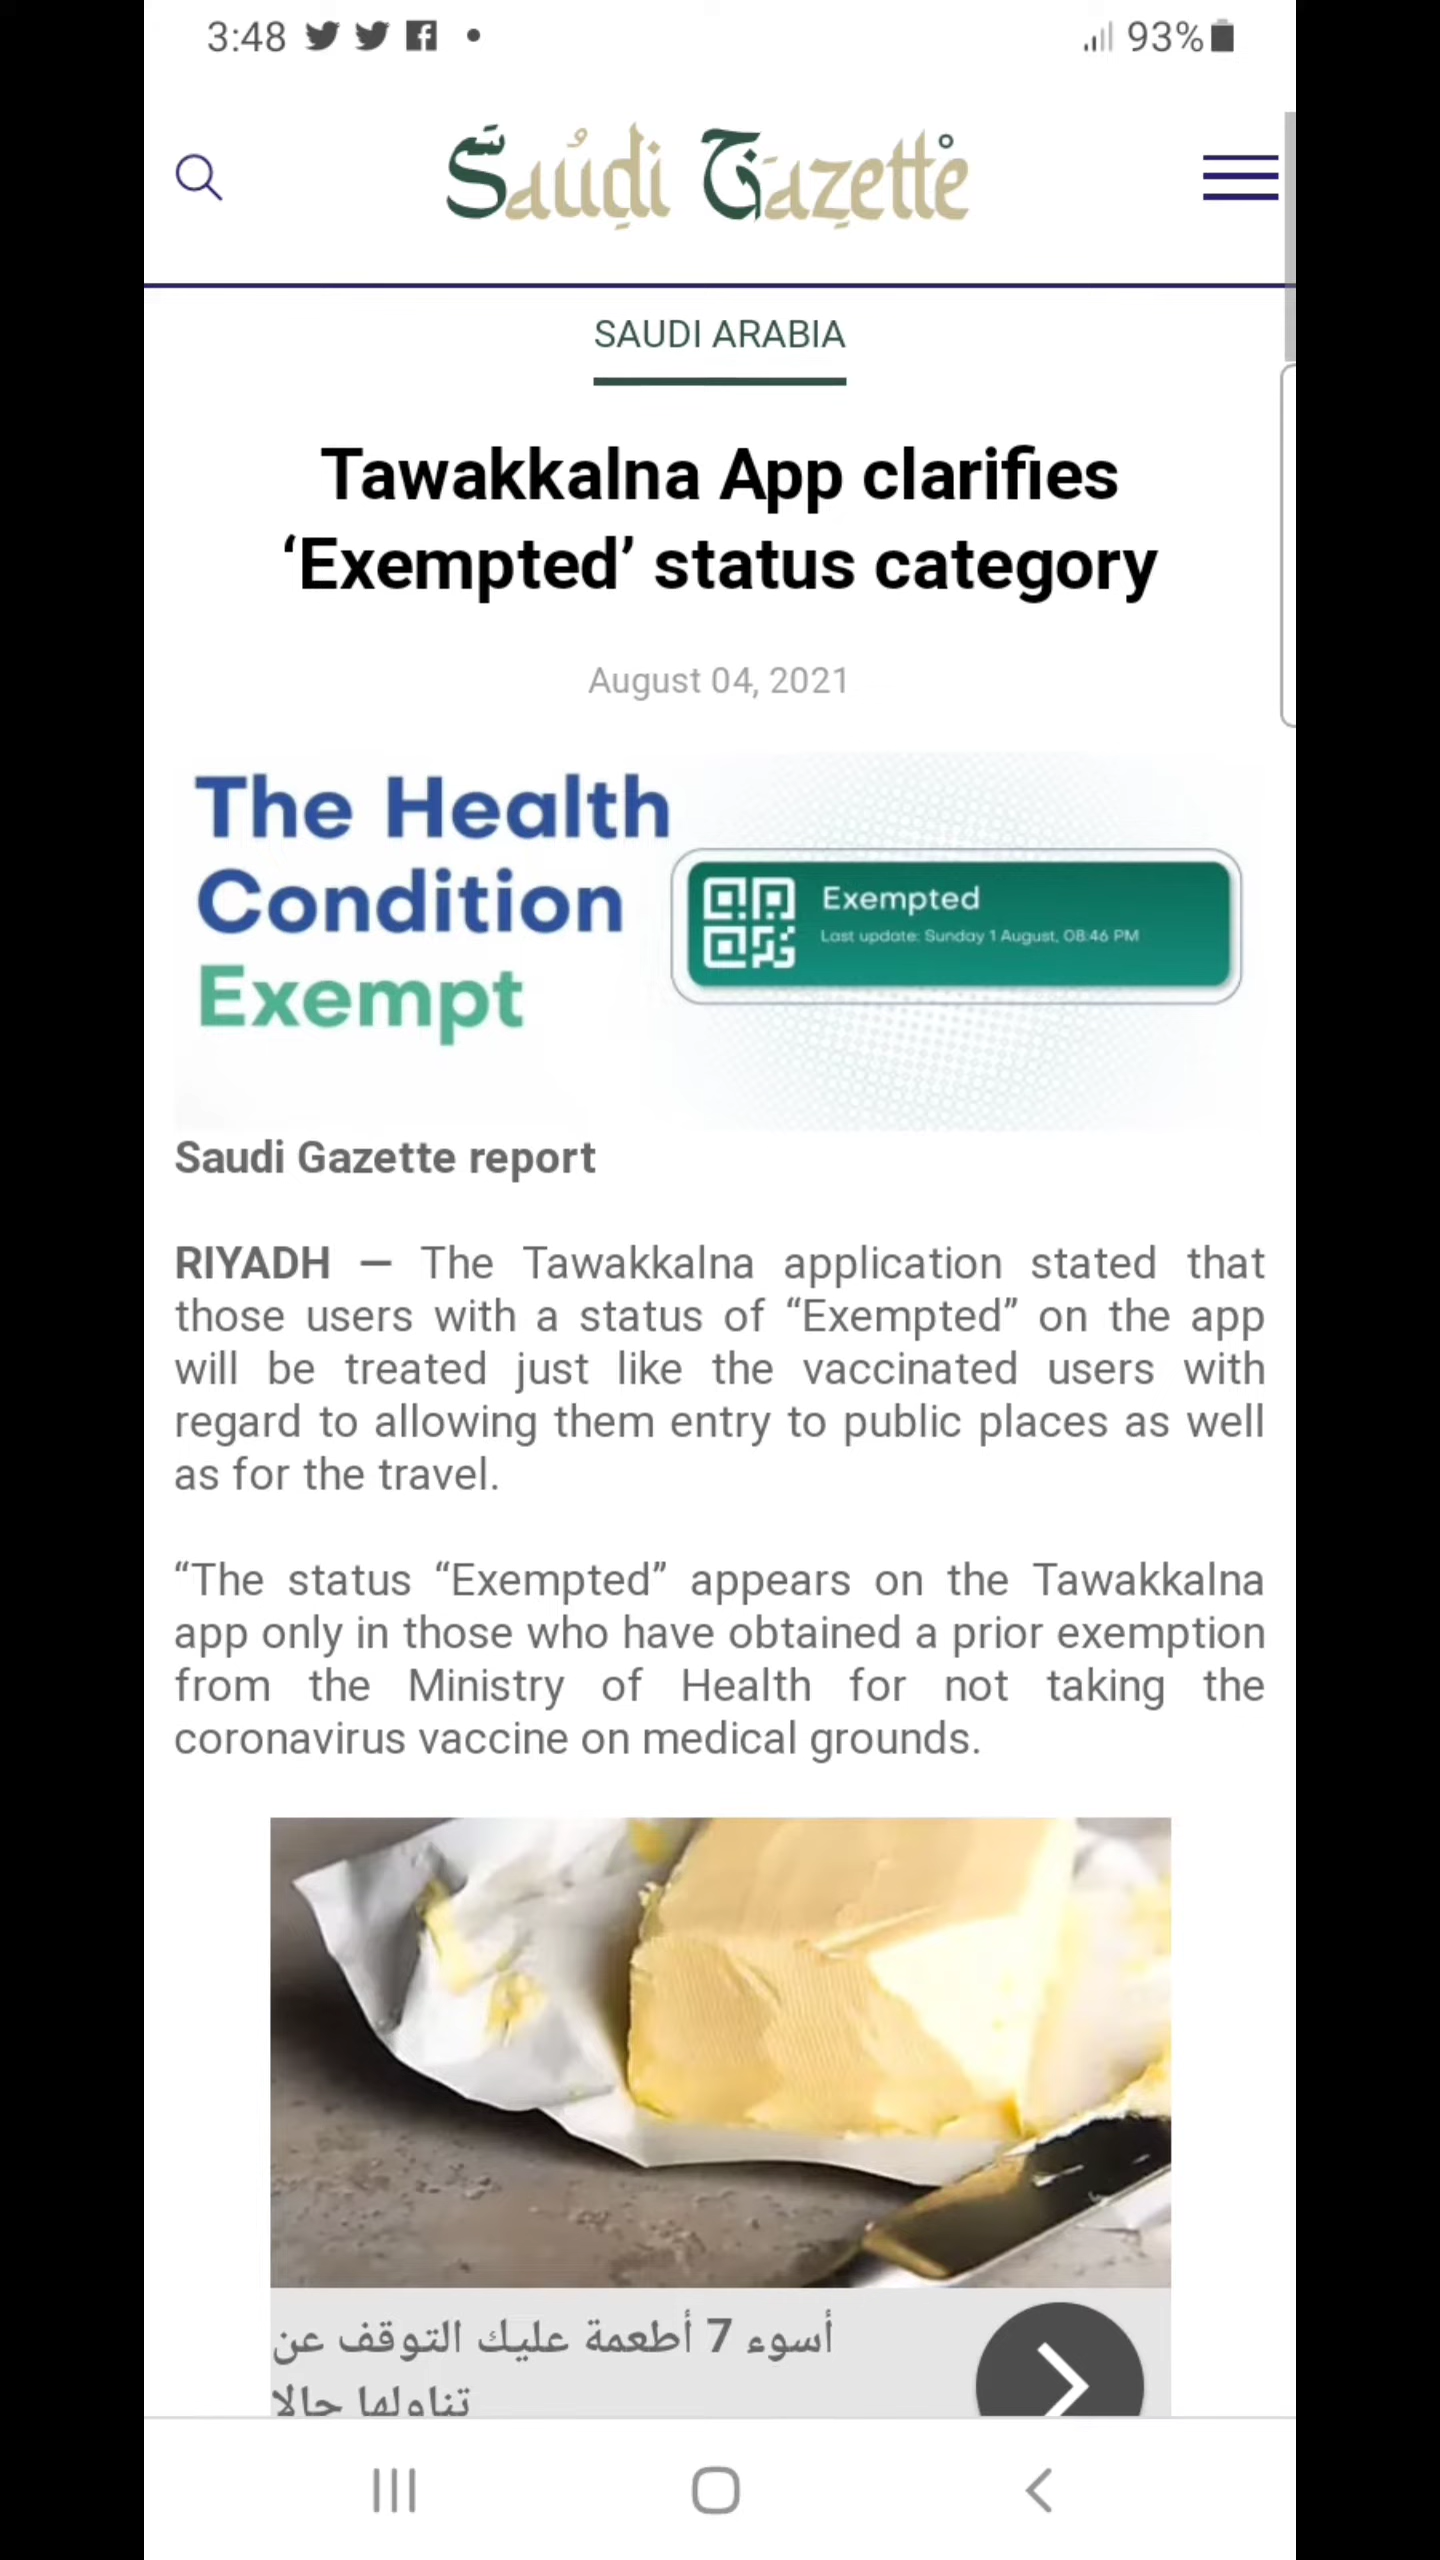 3:48
93%
Saudi Gazette
SAUDI ARABIA
Tawakkalna App clarifies
‘Exempted’ status category
August 04, 2021
The Health
Condition
Exempt
Exempted
Last update: Sunday 1 August, 08:46 PM
Saudi Gazette report
RIYADH — The Tawakkalna application stated that
those users with a status of “Exempted” on the app
will be treated just like the vaccinated users with
regard to allowing them entry to public places as well
as for the travel.
“The status “Exempted” appears on the Tawakkalna
app only in those who have obtained a prior exemption
from the Ministry of Health for not taking the
coronavirus vaccine on medical grounds.
أسوء 7 أطعمة عليك التوقف عن
تناولها حالا